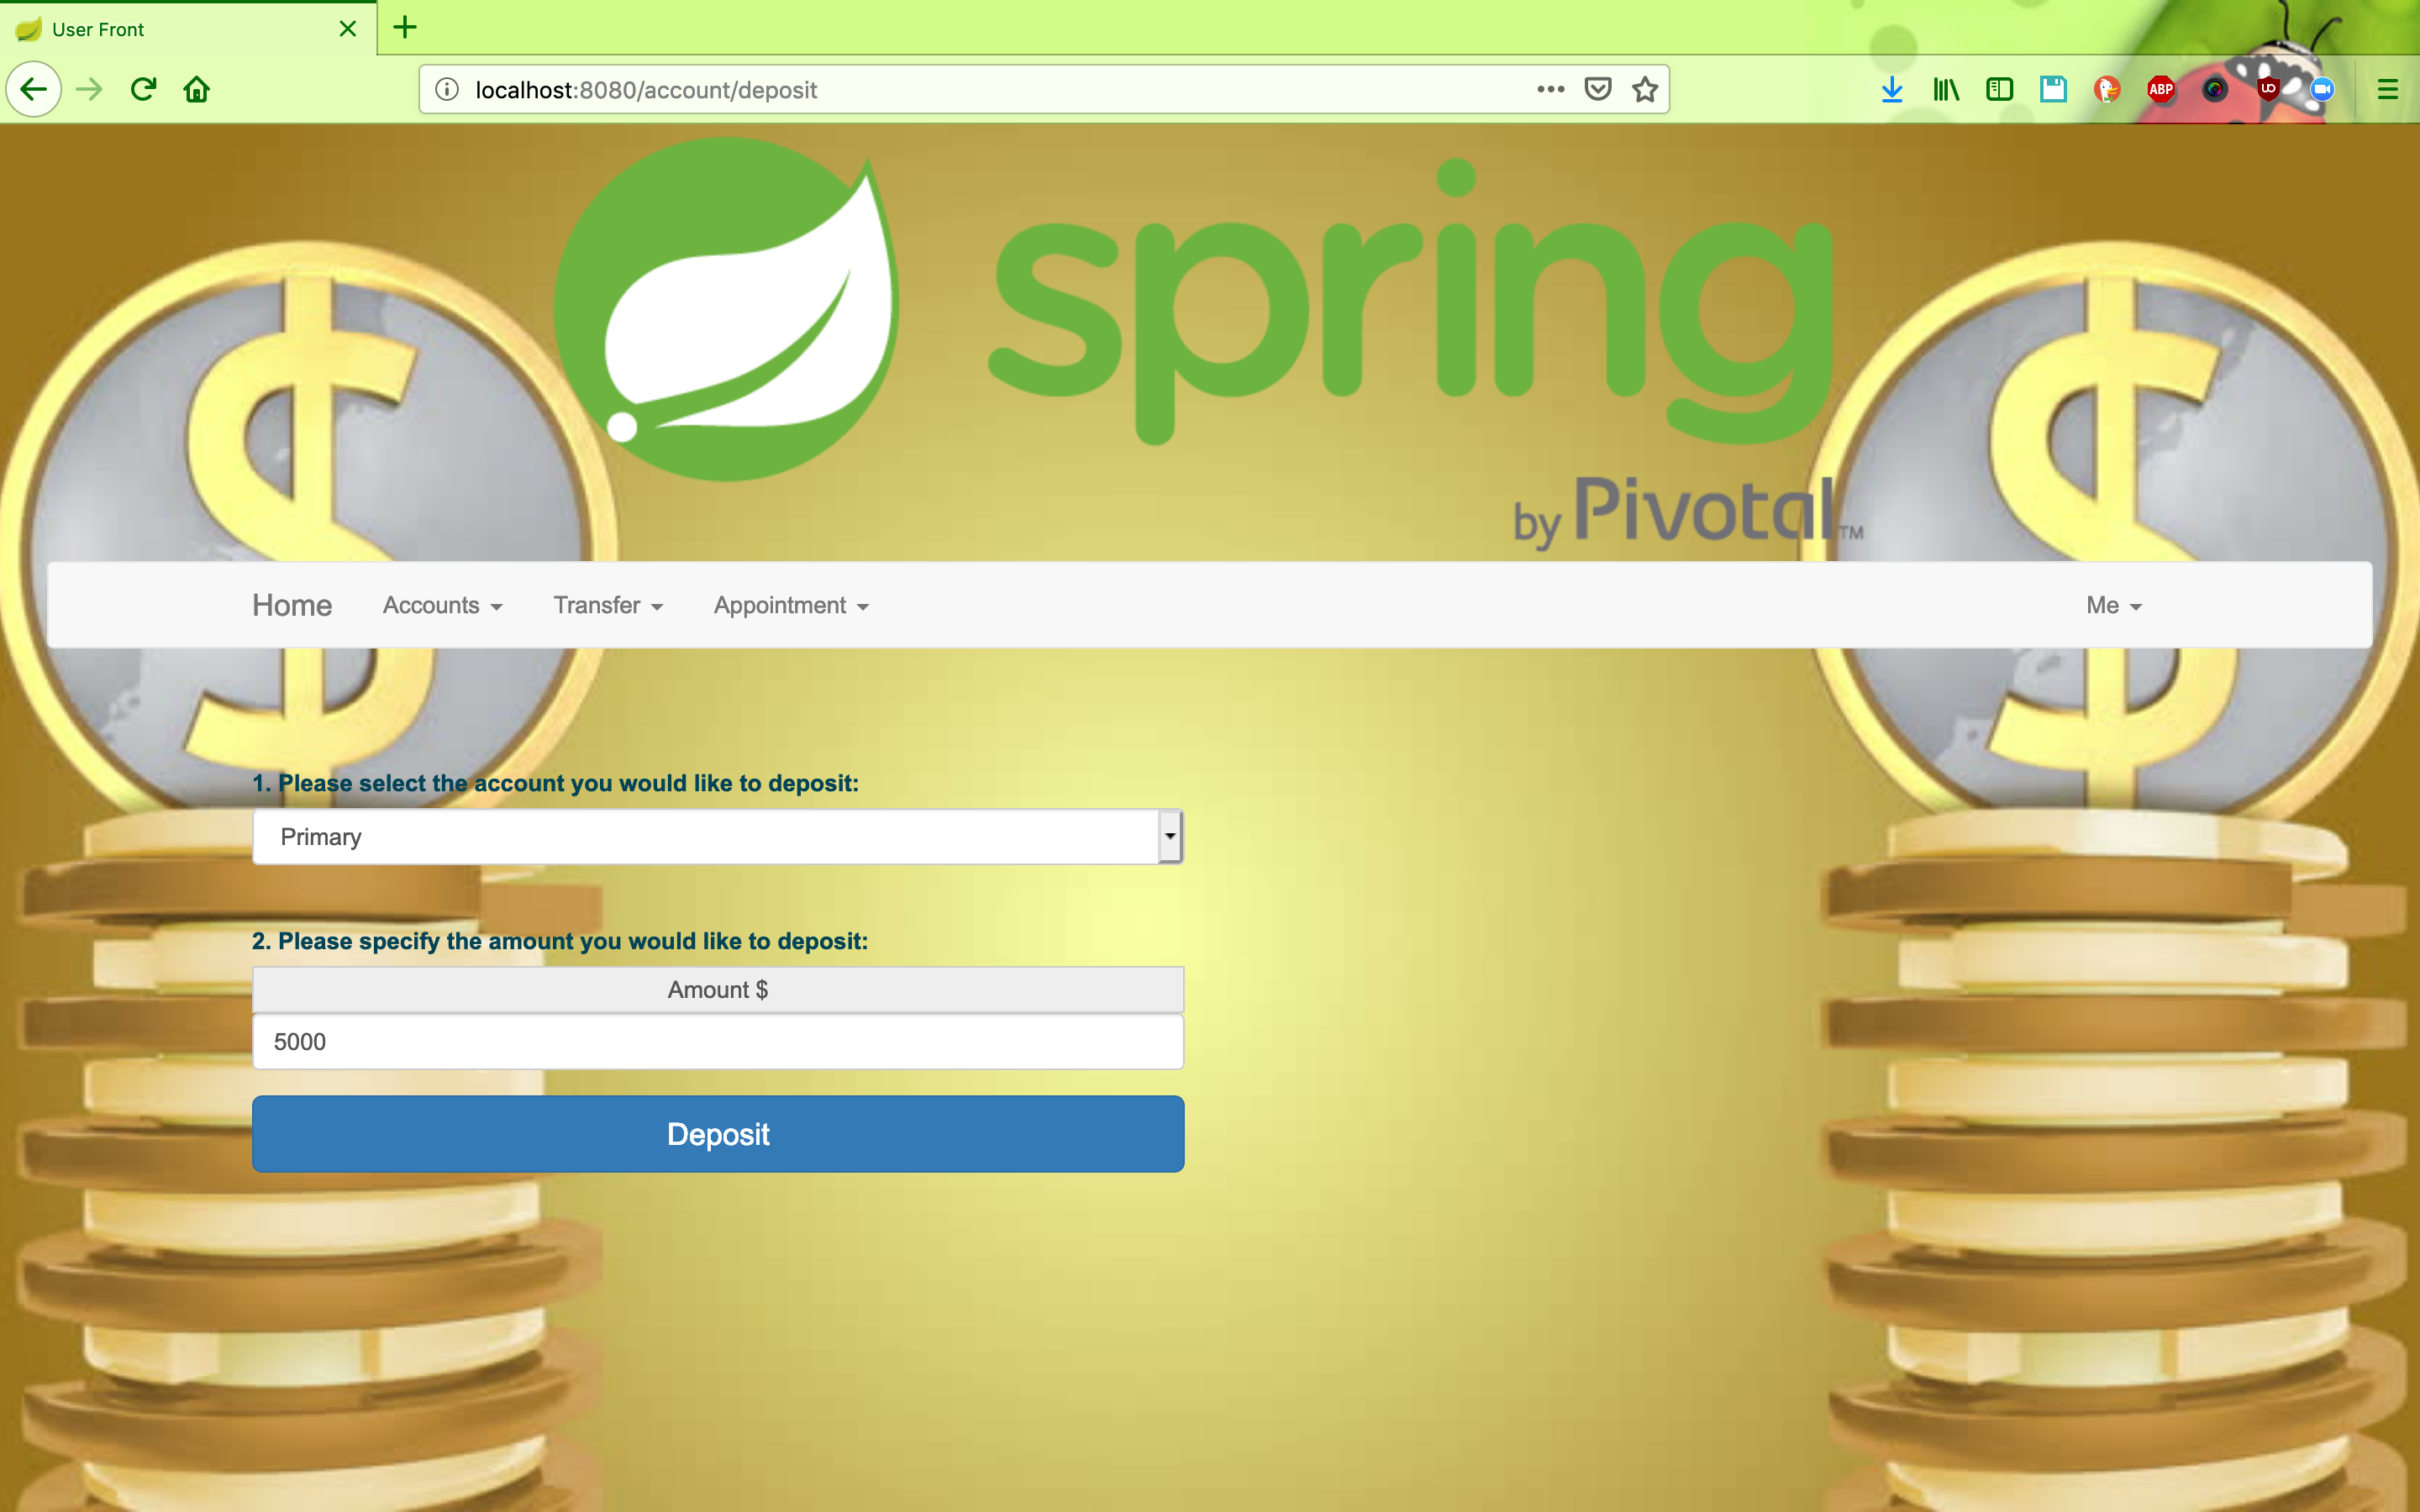 User Front
localhost:8080/account/deposit
ABP
spring
by Pivotal™
Home Accounts Transfer Appointment Me
1. Please select the account you would like to deposit:
Primary
2. Please specify the amount you would like to deposit:
Amount $
5000
Deposit